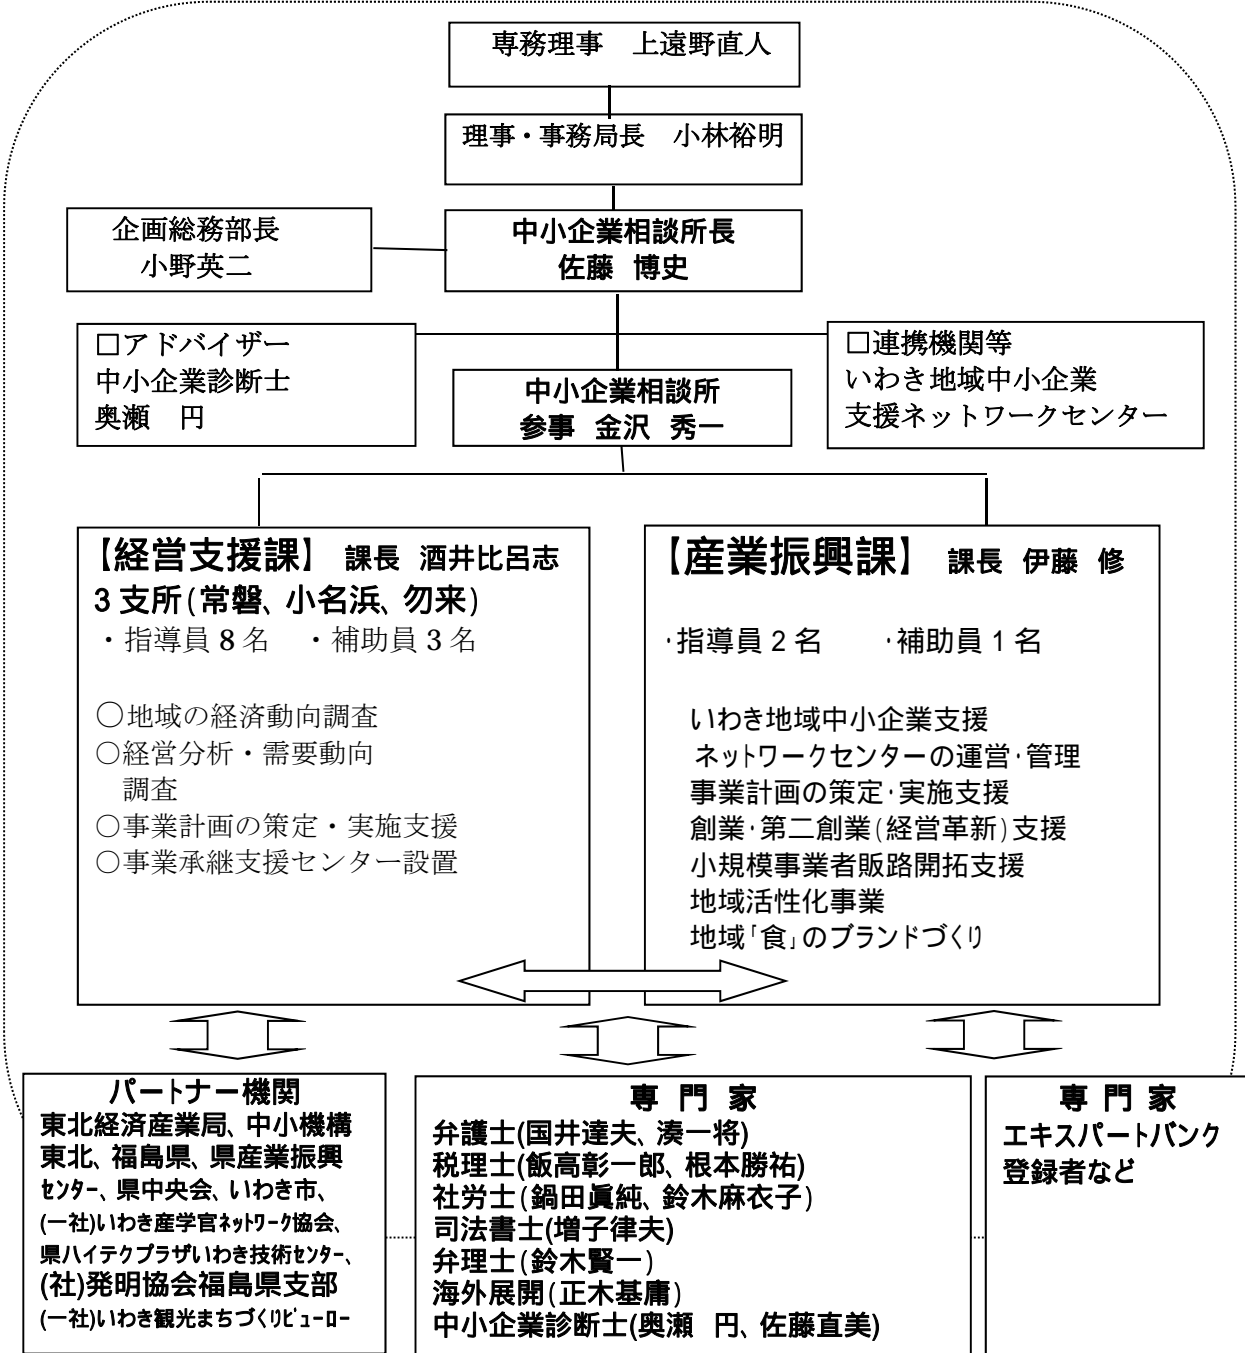 専務理事　上遠野直人
理事・事務局長　小林裕明
企画総務部長
小野英二
中小企業相談所長
佐藤　博史
□アドバイザー
中小企業診断士
奥瀬　円
□連携機関等
いわき地域中小企業
支援ネットワークセンター
中小企業相談所
参事 金沢 秀一
【経営支援課】 課長 酒井比呂志
3 支所(常磐、小名浜、勿来)
・指導員 8 名　・補助員 3 名
○地域の経済動向調査
○経営分析・需要動向
調査
○事業計画の策定・実施支援
○事業承継支援センター設置
【産業振興課】 課長 伊藤 修
・指導員 2 名　　・補助員 1 名
いわき地域中小企業支援
ネットワークセンターの運営・管理
事業計画の策定・実施支援
創業・第二創業(経営革新)支援
小規模事業者販路開拓支援
地域活性化事業
地域「食」のブランドづくり
パートナー機関
東北経済産業局、中小機構
東北、福島県、県産業振興
センター、県中央会、いわき市、
(一社)いわき産学官ネットワーク協会、
県ハイテクプラザいわき技術センター、
(社)発明協会福島県支部
(一社)いわき観光まちづくりビューロー
専 門 家
弁護士(国井達夫、湊一将)
税理士(飯高彰一郎、根本勝祐)
社労士(鍋田眞純、鈴木麻衣子)
司法書士(増子律夫)
弁理士(鈴木賢一)
海外展開(正木基庸)
中小企業診断士(奥瀬 円、佐藤直美)
専 門 家
エキスパートバンク
登録者など